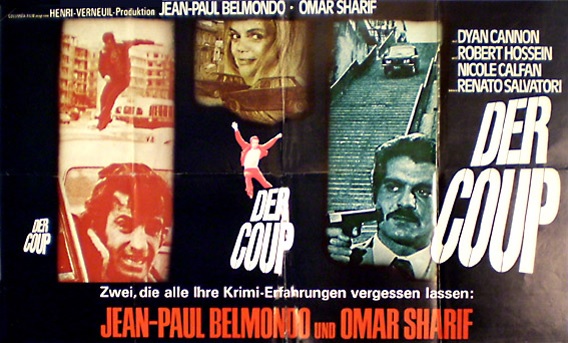 HENRI-VERNEUIL-Produktion JEAN-PAUL BELMONDO · OMAR SHARIF
DYAN CANNON
ROBERT HOSSEIN
NICOLE CALFAN
RENATO SALVATORI
DER
COUP
DER
COUP
DER
COUP
Zwei, die alle Ihre Krimi-Erfahrungen vergessen lassen:
JEAN-PAUL BELMONDO UND OMAR SHARIF